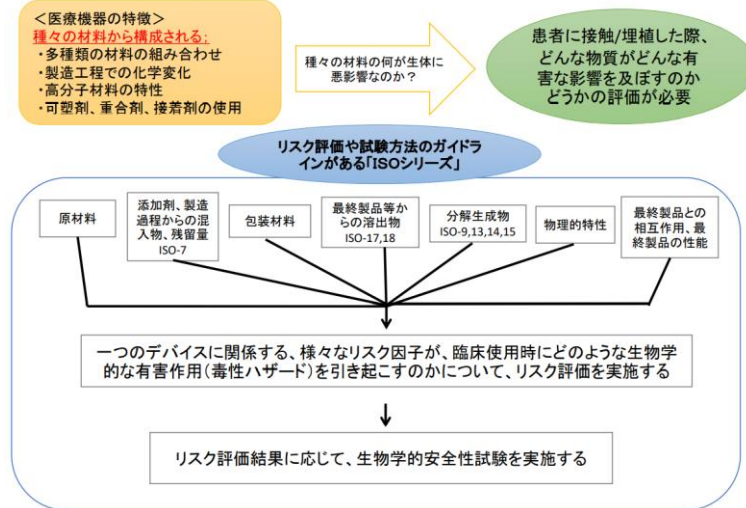 ＜医療機器の特徴＞
種々の材料から構成される；
・多種類の材料の組み合わせ
・製造工程での化学変化
・高分子材料の特性
・可塑剤、重合剤、接着剤の使用
種々の材料の何が生体に
悪影響なのか？
患者に接触/埋植した際、
どんな物質がどんな有
害な影響を及ぼすのか
どうかの評価が必要
リスク評価や試験方法のガイドラ
インがある「ISOシリーズ」
原材料
添加剤、製造
過程からの混
入物、残留量
ISO-7
包装材料
最終製品等か
らの溶出物
ISO-17,18
分解生成物
ISO-9,13,14,15
物理的特性
最終製品との
相互作用、最
終製品の性能
一つのデバイスに関係する、様々なリスク因子が、臨床使用時にどのような生物学
的な有害作用（毒性ハザード）を引き起こすのかについて、リスク評価を実施する
リスク評価結果に応じて、生物学的安全性試験を実施する